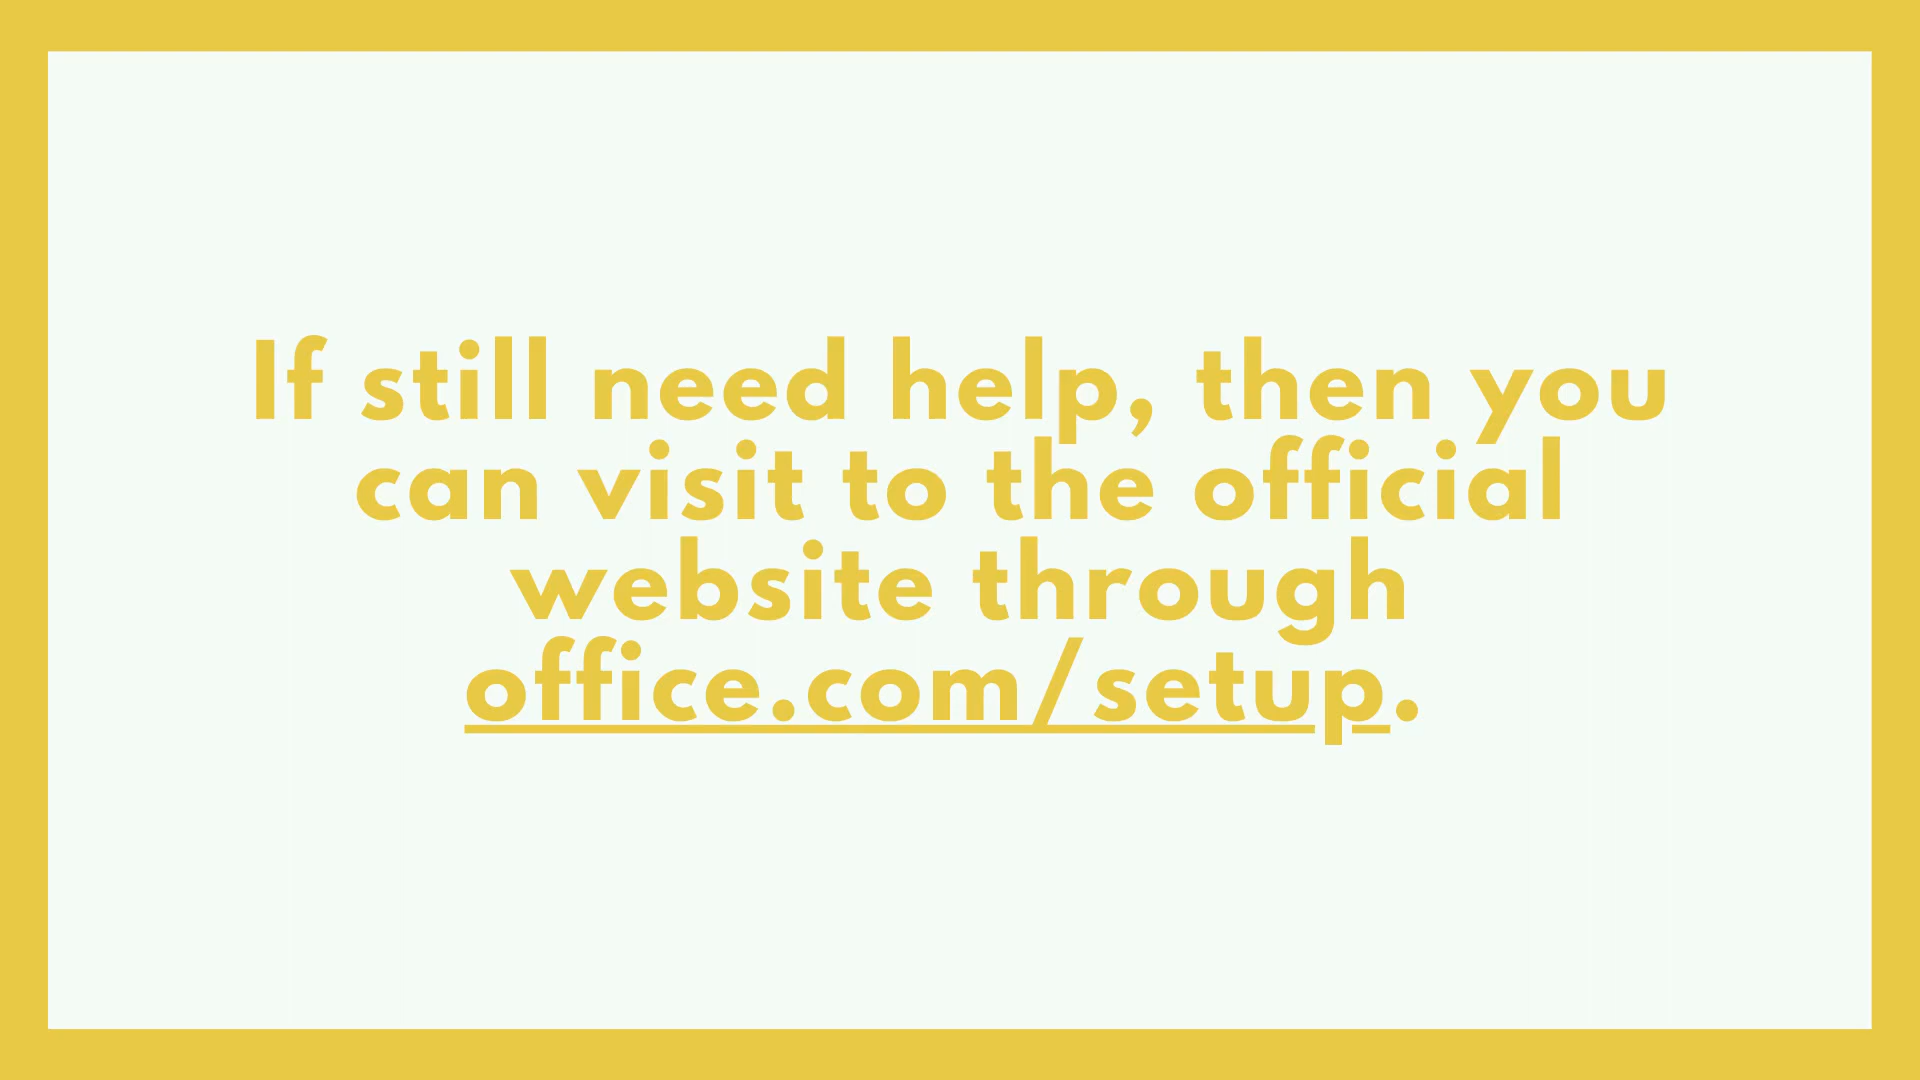 If still need help, then you
can visit to the official
website through
office.com/setup.